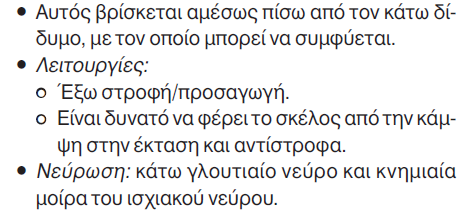 • Αυτός βρίσκεται αμέσως πίσω από τον κάτω δί-
δυμο, με τον οποίο μπορεί να συμφύεται.
• Λειτουργίες:
o Έξω στροφή/προσαγωγή.
o Είναι δυνατό να φέρει το σκέλος από την κάμ-
ψη στην έκταση και αντίστροφα.
• Νεύρωση: κάτω γλουτιαίο νεύρο και κνημιαία
μοίρα του ισχιακού νεύρου.